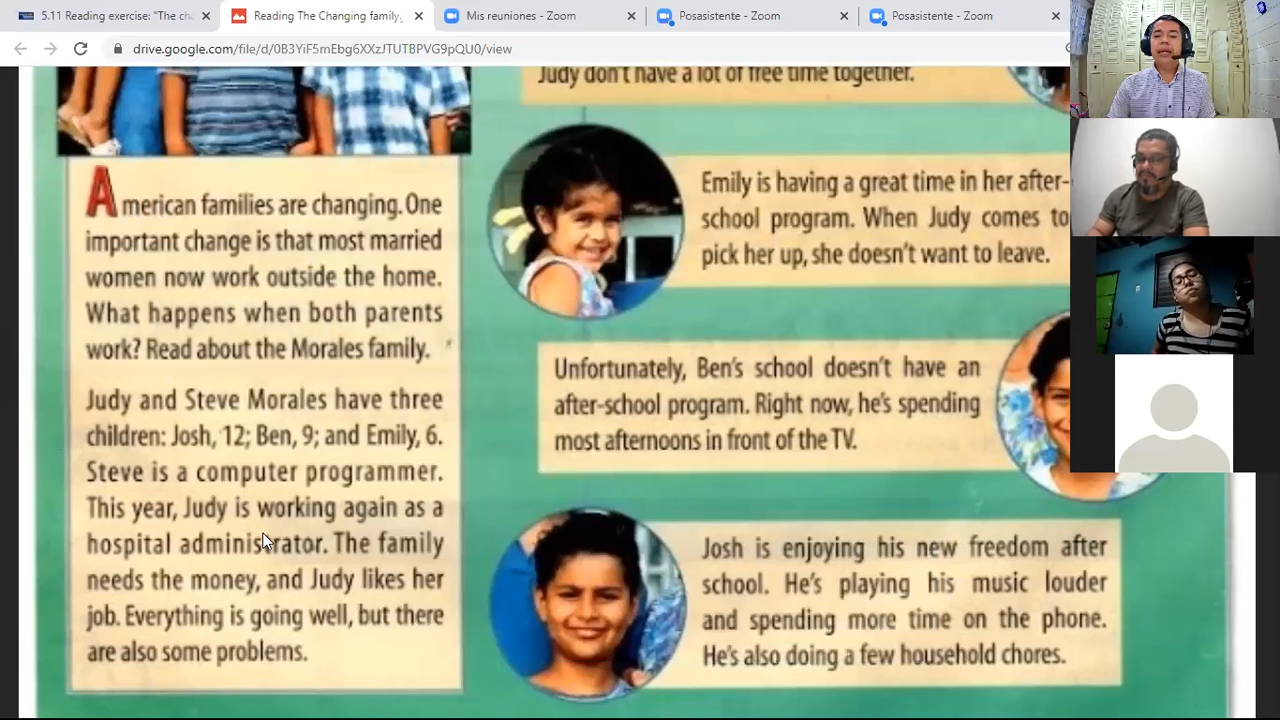 5.11 Reading exercise "The ch
Reading The Changing family.
Mis reuniones - Zoom
Posasistente - Zoom
Posasistente - Zoom
Judy don't have a lot of free time together.
American families are changing. One
important change is that most married
women now work outside the home.
What happens when both parents
work? Read about the Morales family.
Judy and Steve Morales have three
children: Josh, 12; Ben, 9; and Emily, 6.
Steve is a computer programmer.
This year, Judy is working again as a
hospital administrator. The family
needs the money, and Judy likes her
job. Everything is going well, but there
are also some problems.
Emily is having a great time in her after-
school program. When Judy comes to
pick her up, she doesn't want to leave.
Unfortunately, Ben's school doesn't have an
after-school program. Right now, he's spending
most afternoons in front of the TV.
Josh is enjoying his new freedom after
school. He's playing his music louder
and spending more time on the phone.
He's also doing a few household chores.